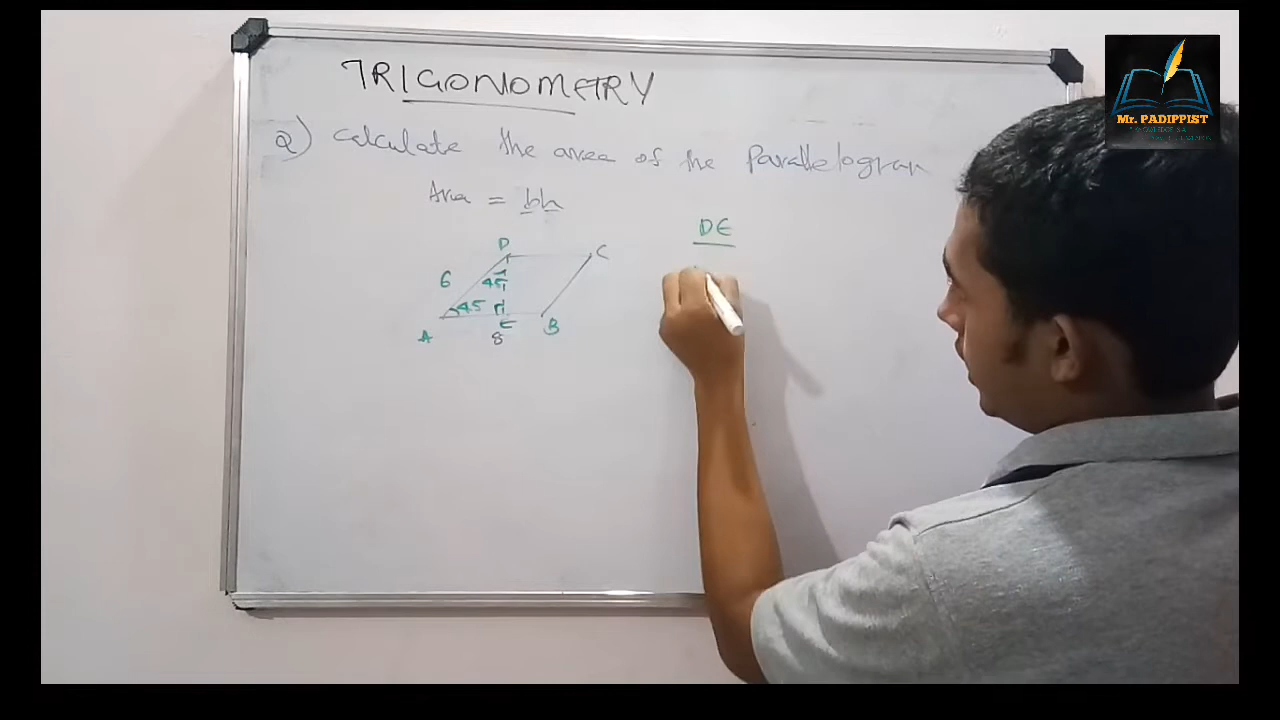 TRIGONOMETRY
Q) Calculate the area of the Parallelogram
Area = bh
DE
D
C
6
45
45
A
E
B
8
Mr. PADIPPIST